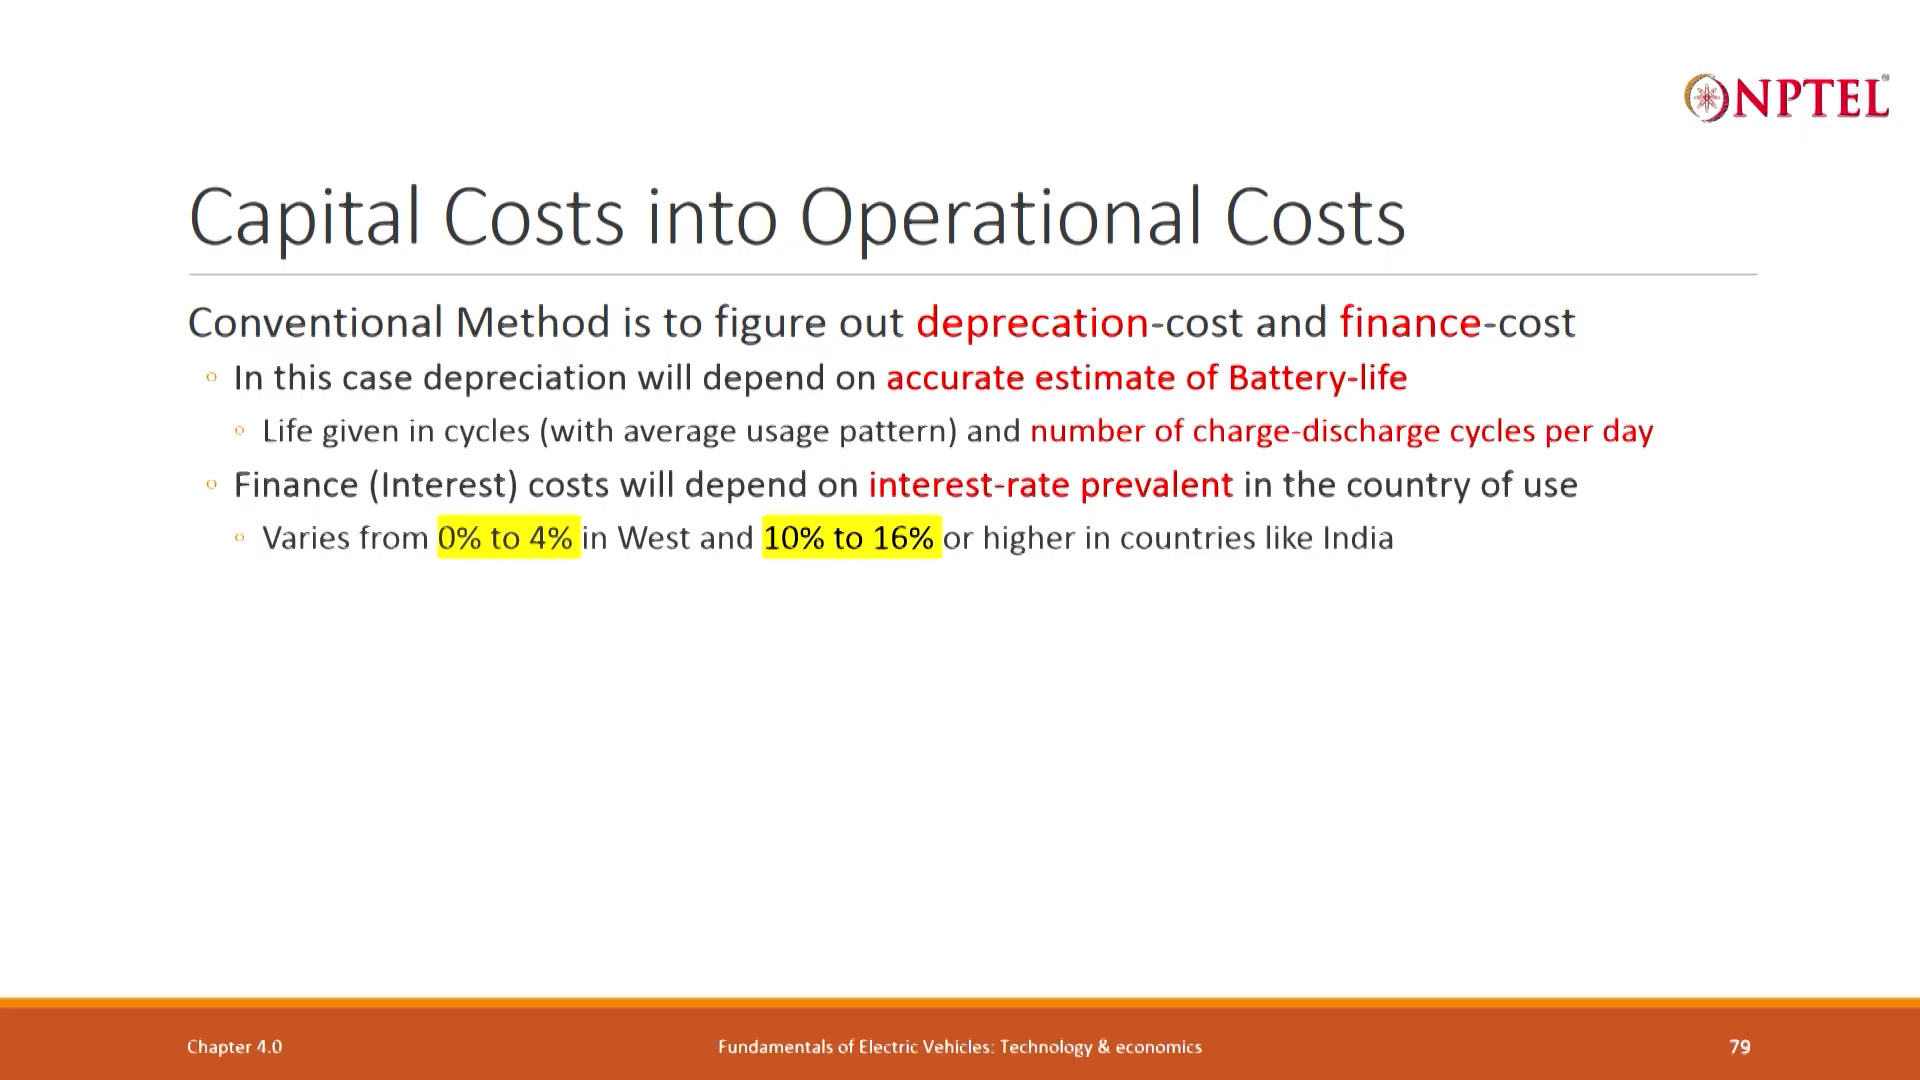 NPTEL
Capital Costs into Operational Costs
Conventional Method is to figure out deprecation-cost and finance-cost
In this case depreciation will depend on accurate estimate of Battery-life
Life given in cycles (with average usage pattern) and number of charge-discharge cycles per day
Finance (Interest) costs will depend on interest-rate prevalent in the country of use
Varies from 0% to 4% in West and 10% to 16% or higher in countries like India
Chapter 4.0
Fundamentals of Electric Vehicles: Technology & economics
79